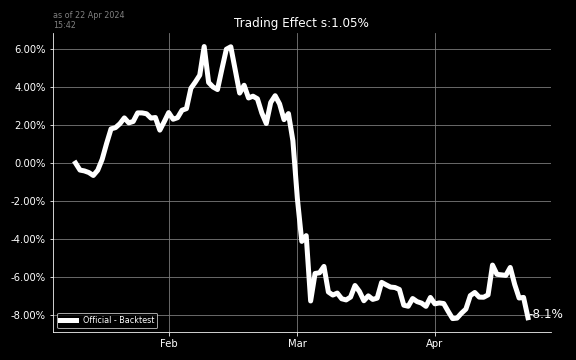 as of 22 Apr 2024
15:42
Trading Effect s:1.05%
6.00%
4.00%
2.00%
0.00%
-2.00%
-4.00%
-6.00%
-8.00%
-8.1%
Official - Backtest
Feb Mar Apr